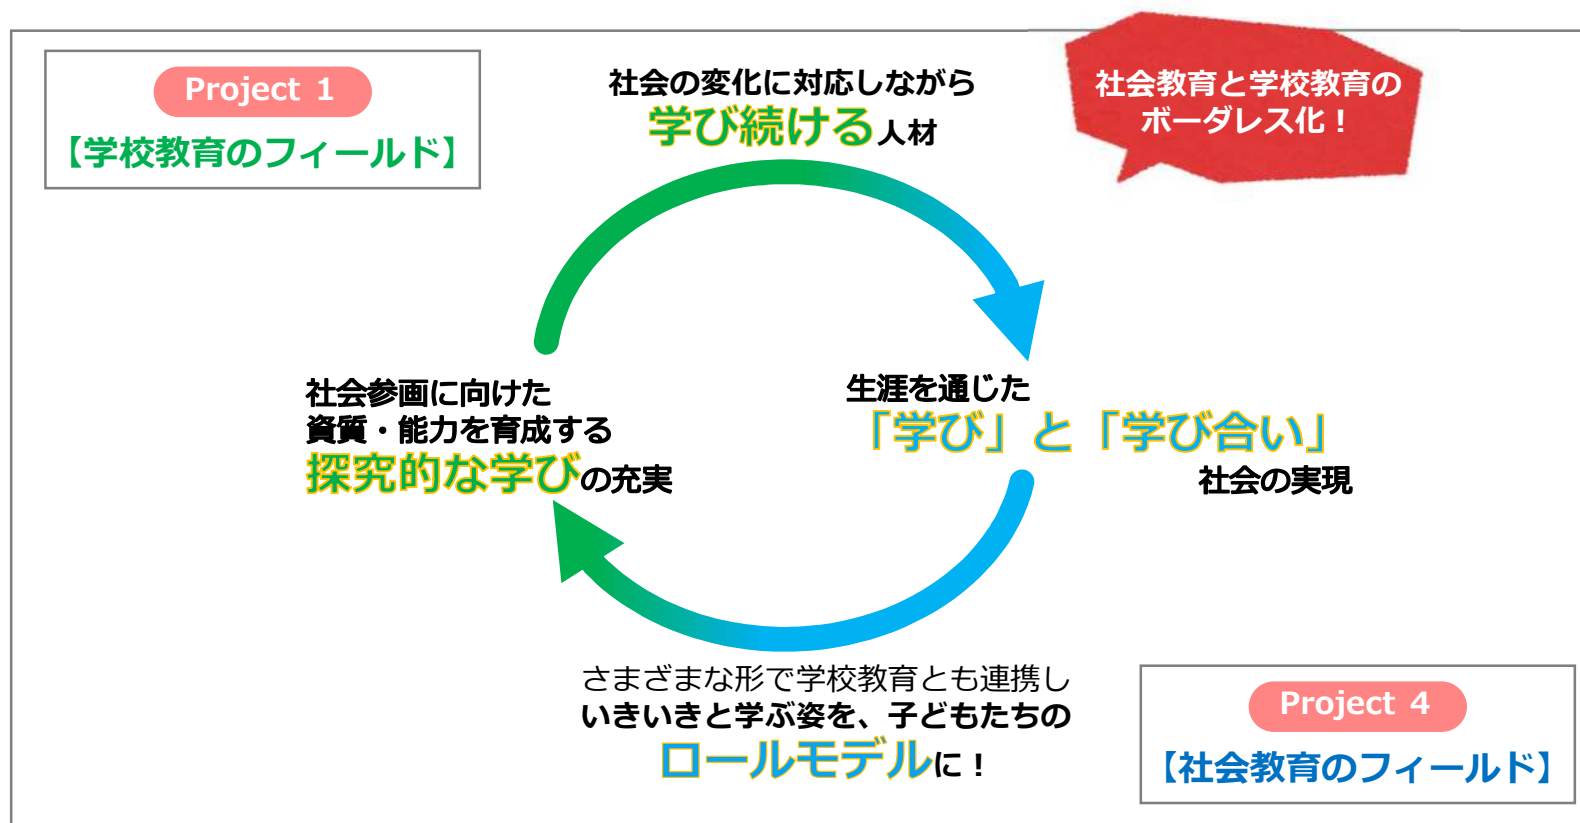 Project 1
【学校教育のフィールド】
社会の変化に対応しながら
学び続ける人材
社会教育と学校教育の
ボーダレス化！
社会参画に向けた
資質・能力を育成する
探究的な学びの充実
生涯を通じた
「学び」と「学び合い」
社会の実現
さまざまな形で学校教育とも連携し
いきいきと学ぶ姿を、子どもたちの
ロールモデルに！
Project 4
【社会教育のフィールド】